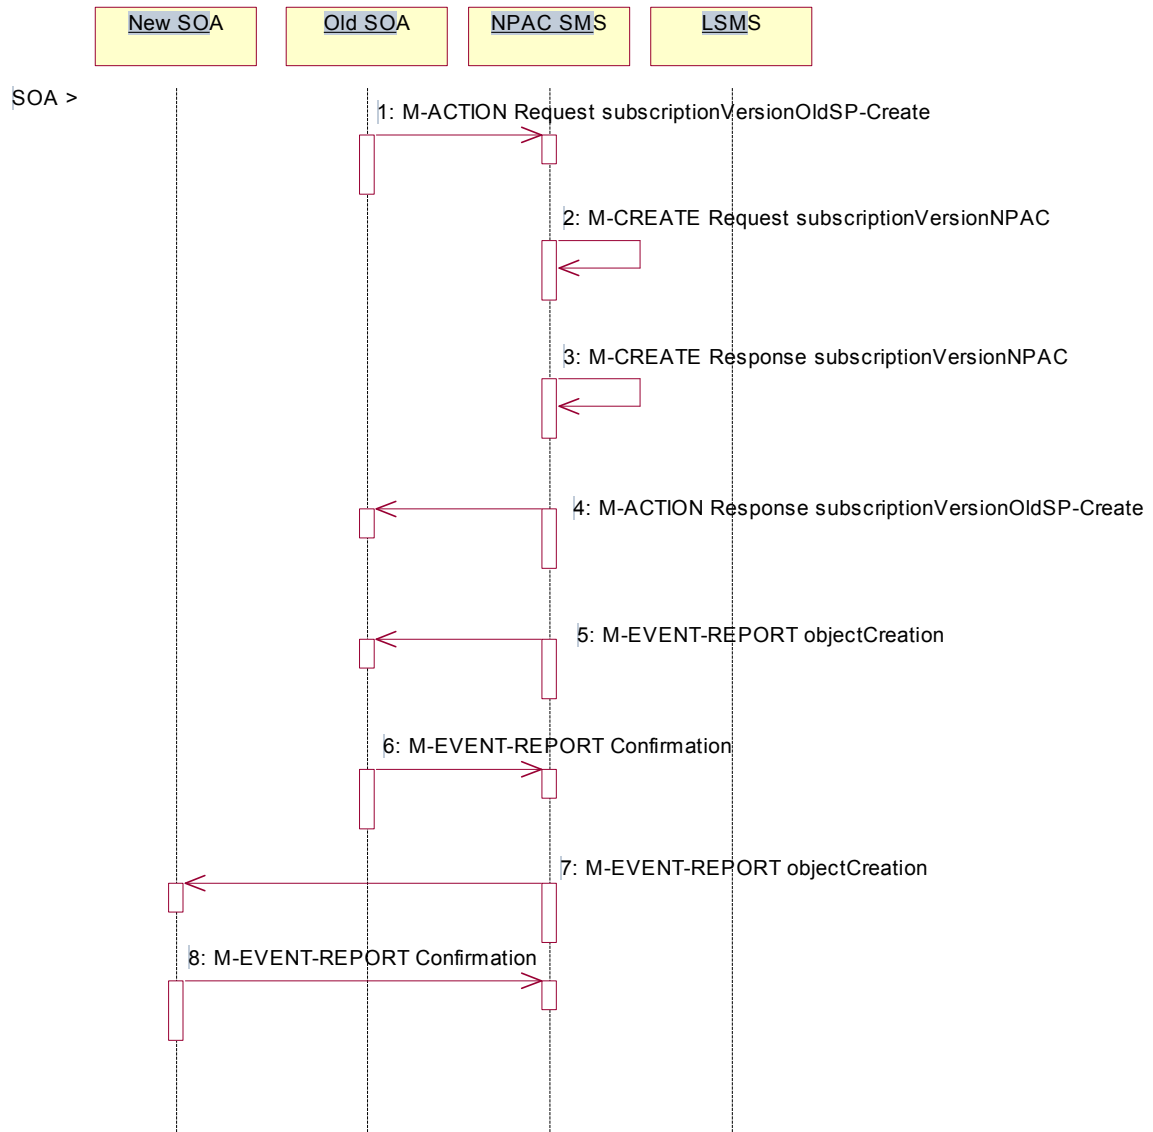 New SOA
Old SOA
NPAC SMS
LSMS
SOA >
1: M-ACTION Request subscriptionVersionOldSP-Create
2: M-CREATE Request subscriptionVersionNPAC
3: M-CREATE Response subscriptionVersionNPAC
4: M-ACTION Response subscriptionVersionOldSP-Create
5: M-EVENT-REPORT objectCreation
6: M-EVENT-REPORT Confirmation
7: M-EVENT-REPORT objectCreation
8: M-EVENT-REPORT Confirmation